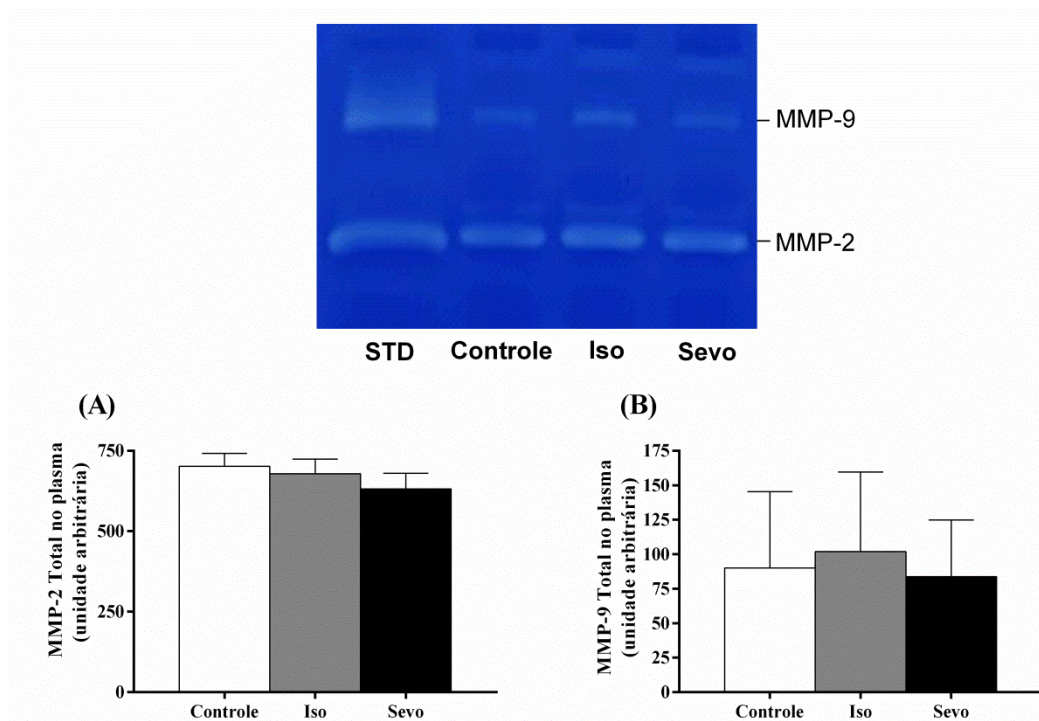 MMP-9
MMP-2
STD Controle Iso Sevo
(A)
MMP-2 Total no plasma
(unidade arbitrária)
750
500
250
0
Controle Iso Sevo
(B)
MMP-9 Total no plasma
(unidade arbitrária)
175
150
125
100
75
50
25
0
Controle Iso Sevo